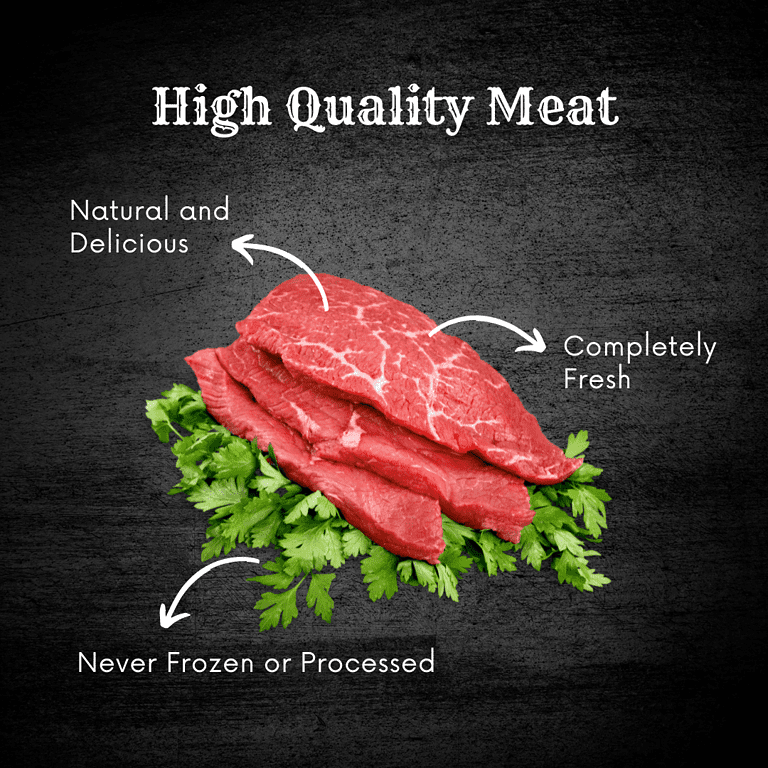 High Quality Meat
Natural and
Delicious
Completely
Fresh
Never Frozen or Processed